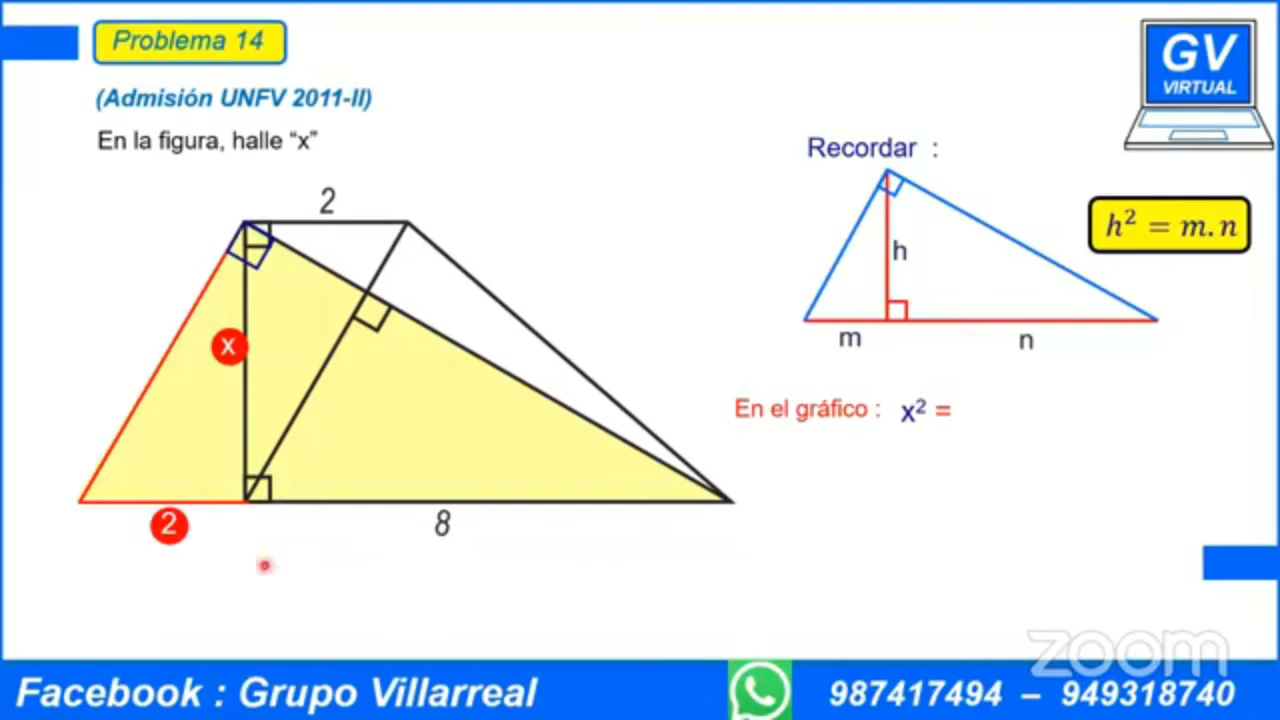 Problema 14
(Admisión UNFV 2011-II)
En la figura, halle “x”
2
x
2
8
GV
VIRTUAL
Recordar :
h
m
n
h² = m.n
En el gráfico : x² =
zoom
Facebook : Grupo Villarreal
987417494 – 949318740